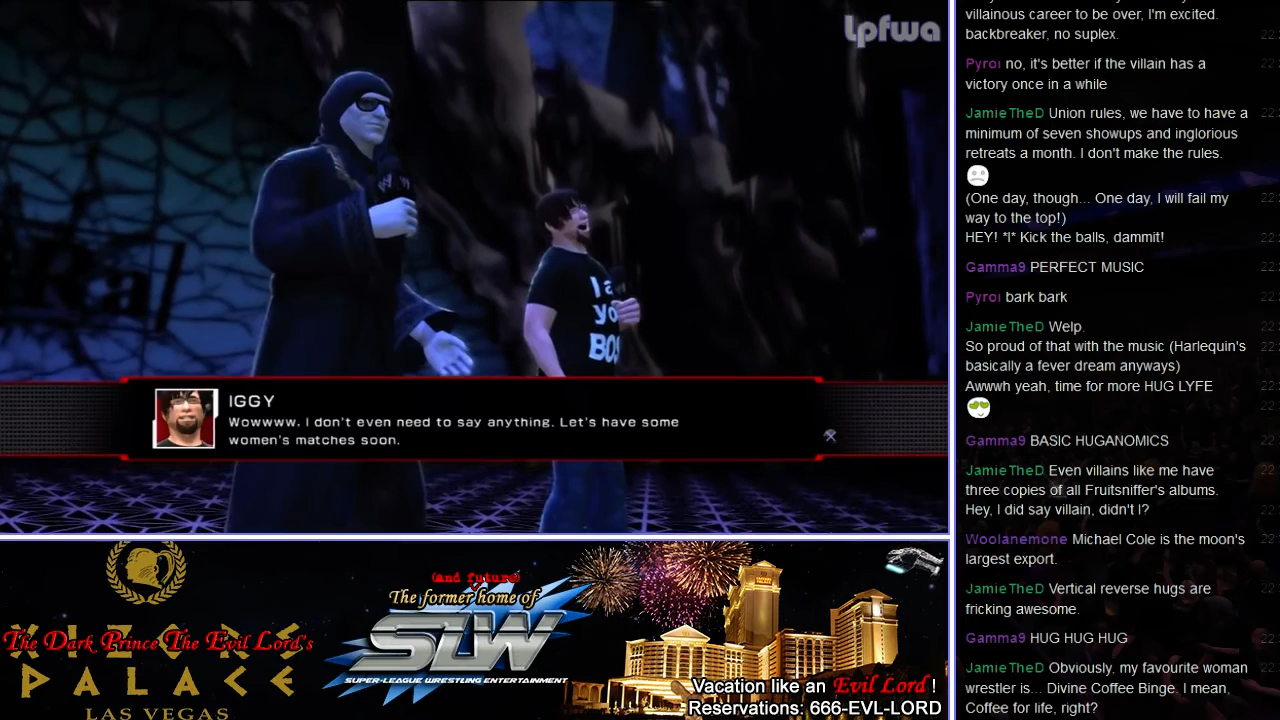 lpfwa
I a
yo
BO
IGGY
Wowwww, I don't even need to say anything. Let's have some
women's matches soon.
(And future)
The former home of
SLW
SUPER-LEAGUE WRESTLING ENTERTAINMENT
The Dark Prince The Evil Lord's
PALACE
LAS VEGAS
Vacation like an Evil Lord !
Reservations: 666-EVL-LORD
villainous career to be over, I'm excited.
backbreaker, no suplex.
Pyroi no, it's better if the villain has a
victory once in a while
JamieTheD Union rules, we have to have a
minimum of seven showups and inglorious
retreats a month. I don't make the rules.
(One day, though... One day, I will fail my
way to the top!)
HEY! *I* Kick the balls, dammit!
Gamma9 PERFECT MUSIC
Pyroi bark bark
JamieTheD Welp.
So proud of that with the music (Harlequin's
basically a fever dream anyways)
Awwwh yeah, time for more HUG LYFE
Gamma9 BASIC HUGANOMICS
JamieTheD Even villains like me have
three copies of all Fruitsniffer's albums.
Hey, I did say villain, didn't I?
Woolanemone Michael Cole is the moon's
largest export.
JamieTheD Vertical reverse hugs are
fricking awesome.
Gamma9 HUG HUG HUG
JamieTheD Obviously, my favourite woman
wrestler is... Divine Coffee Binge. I mean,
Coffee for life, right?